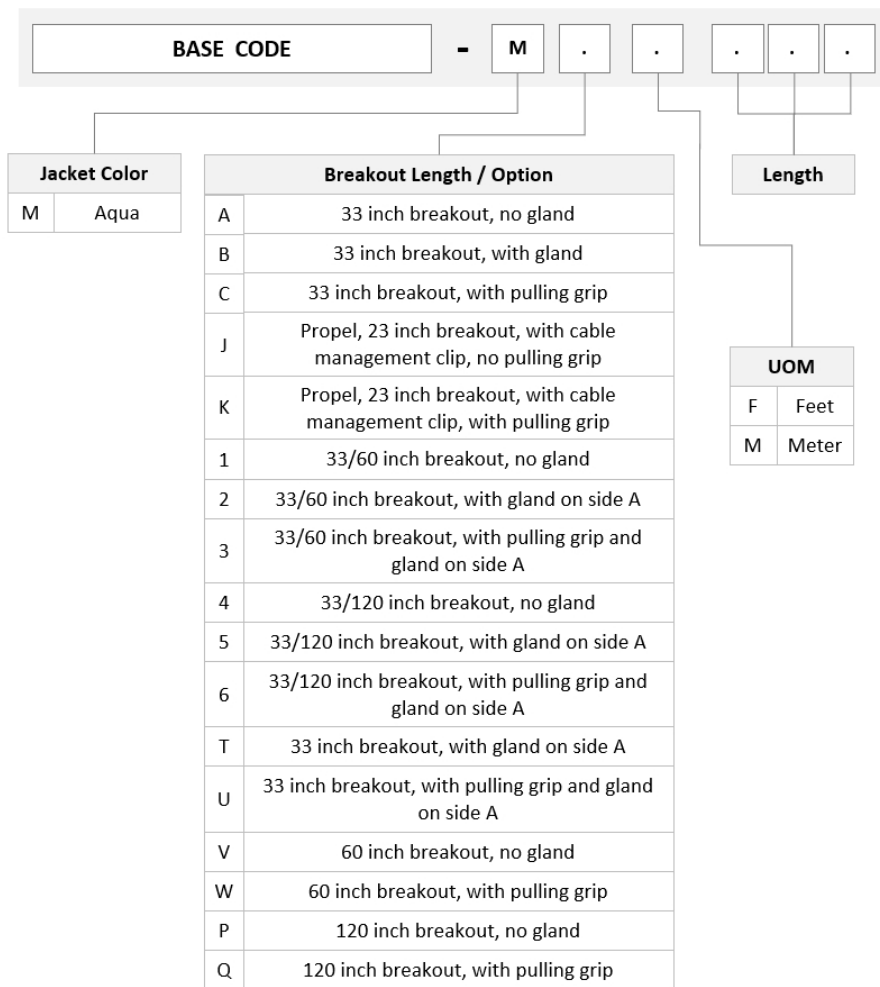 BASE CODE - M . . . . .
Jacket Color
M Aqua
Breakout Length / Option
A 33 inch breakout, no gland
B 33 inch breakout, with gland
C 33 inch breakout, with pulling grip
J Propel, 23 inch breakout, with cable
management clip, no pulling grip
K Propel, 23 inch breakout, with cable
management clip, with pulling grip
1 33/60 inch breakout, no gland
2 33/60 inch breakout, with gland on side A
3 33/60 inch breakout, with pulling grip and
gland on side A
4 33/120 inch breakout, no gland
5 33/120 inch breakout, with gland on side A
6 33/120 inch breakout, with pulling grip and
gland on side A
T 33 inch breakout, with gland on side A
U 33 inch breakout, with pulling grip and gland
on side A
V 60 inch breakout, no gland
W 60 inch breakout, with pulling grip
P 120 inch breakout, no gland
Q 120 inch breakout, with pulling grip
Length
UOM
F Feet
M Meter